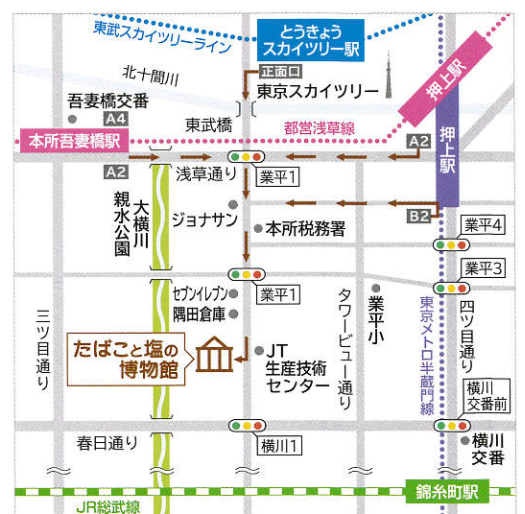 東武スカイツリーライン
とうきょう
スカイツリー駅
正面口
押上駅
北十間川
東京スカイツリー
吾妻橋交番
A4
東武橋
都営浅草線
本所吾妻橋駅
A2
押上駅
A2
浅草通り
業平1
大横川
親水公園
ジョナサン
本所税務署
B2
業平4
業平3
セブンイレブン
業平1
隅田倉庫
業平小
三ツ目通り
タワービュー通り
東京メトロ半蔵門線
四ツ目通り
たばこと塩の
博物館
JT
生産技術
センター
横川
交番前
春日通り
横川1
横川
交番
錦糸町駅
JR総武線